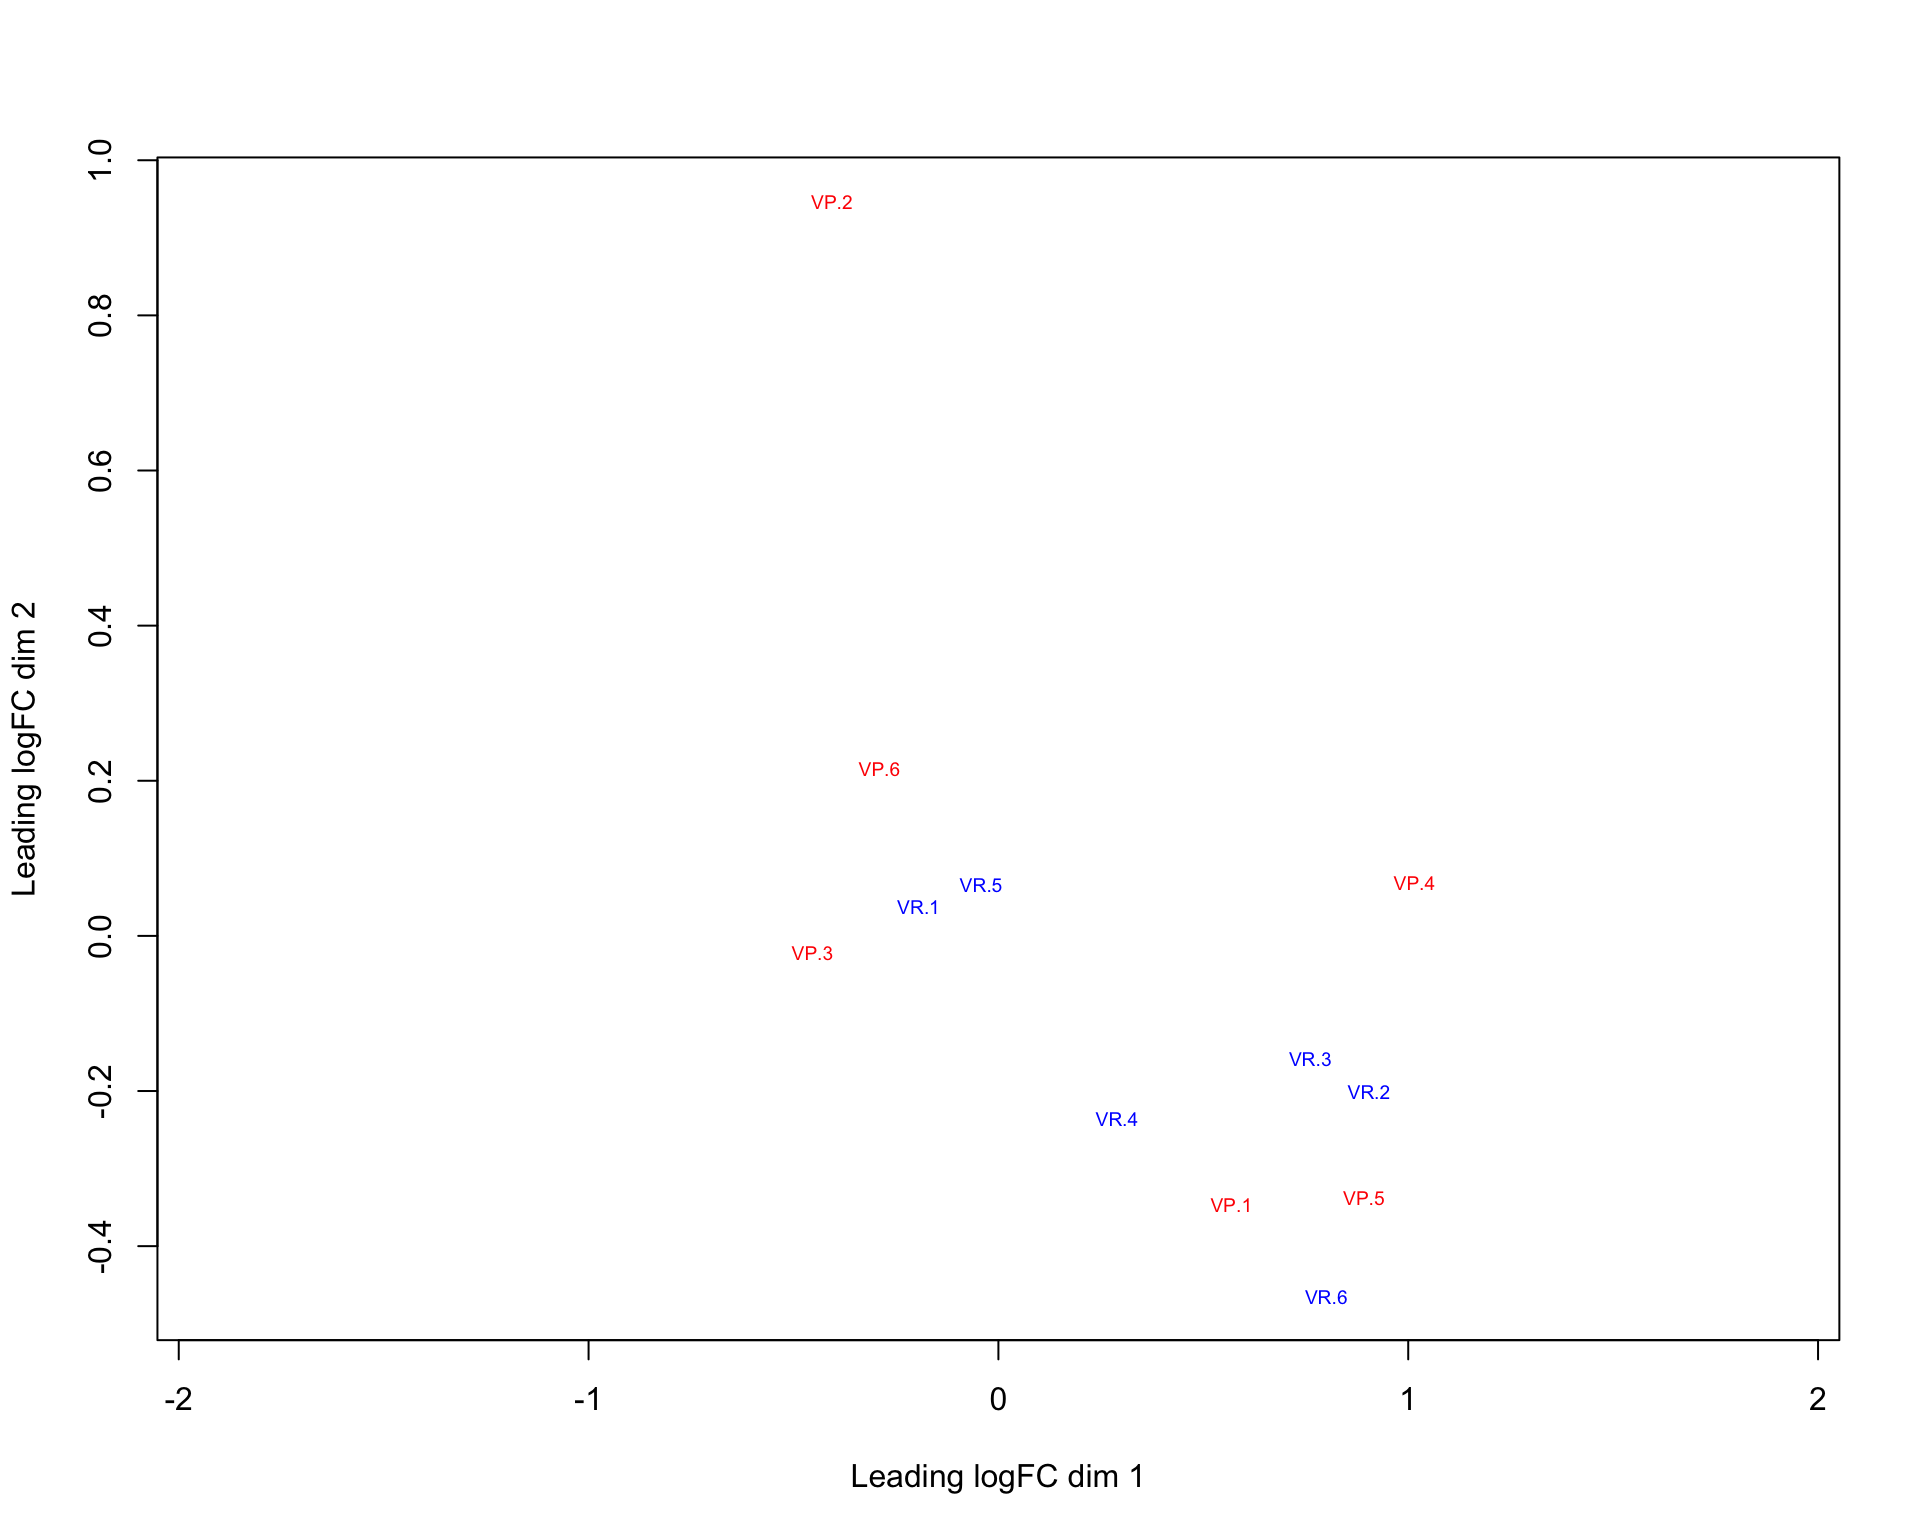 1.0
VP.2
0.8
0.6
0.4
Leading logFC dim 2
0.2
VP.6
VR.5
VP.4
VR.1
0.0
VP.3
VR.3
-0.2
VR.2
VR.4
VP.5
VP.1
-0.4
VR.6
-2 -1 0 1 2
Leading logFC dim 1